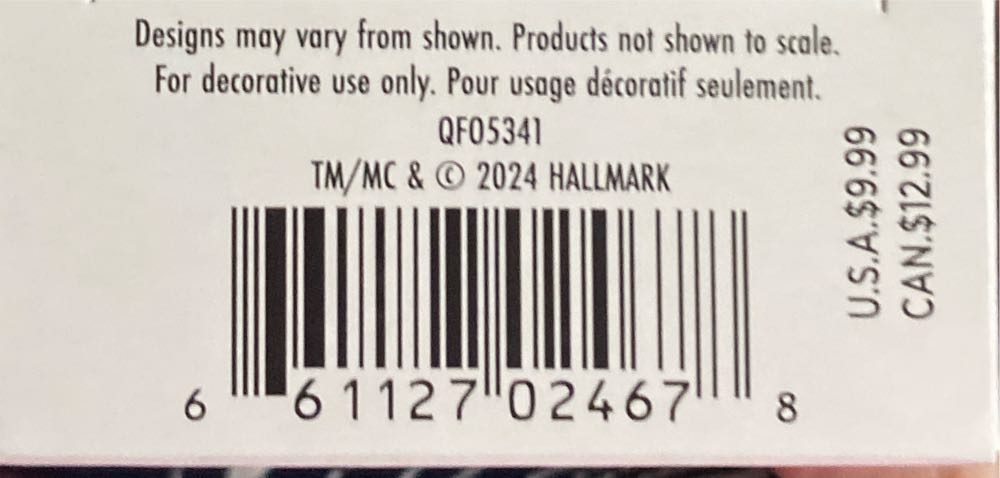 Designs may vary from shown. Products not shown to scale.
For decorative use only. Pour usage décoratif seulement.
QFO5341
TM/MC & © 2024 HALLMARK
6 61127 02467 8
U.S.A.$9.99
CAN.$12.99